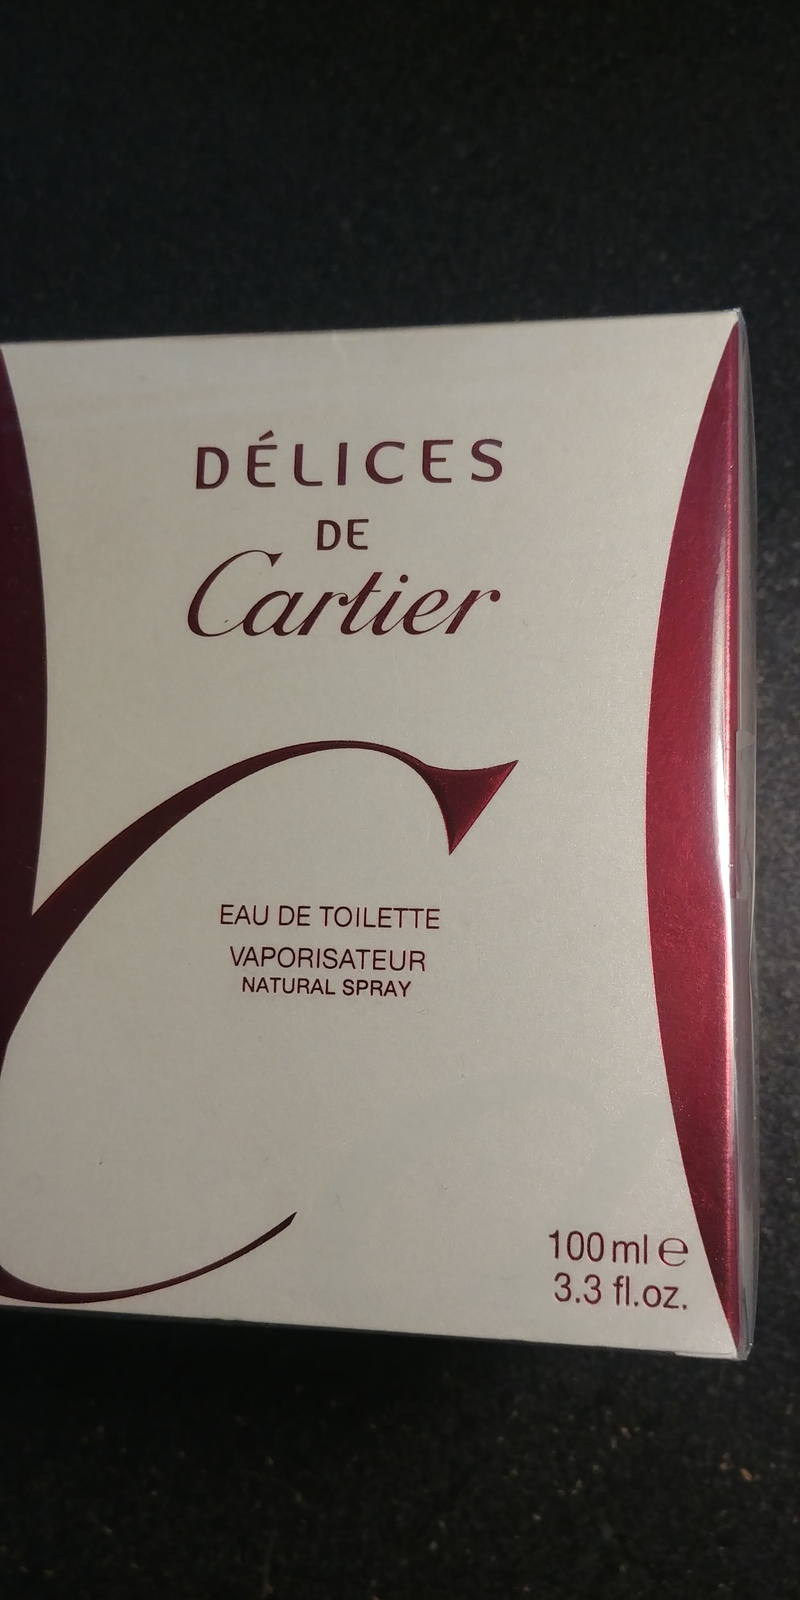 DÉLICES
DE
Cartier
EAU DE TOILETTE
VAPORISATEUR
NATURAL SPRAY
100 ml ℮
3.3 fl.oz.